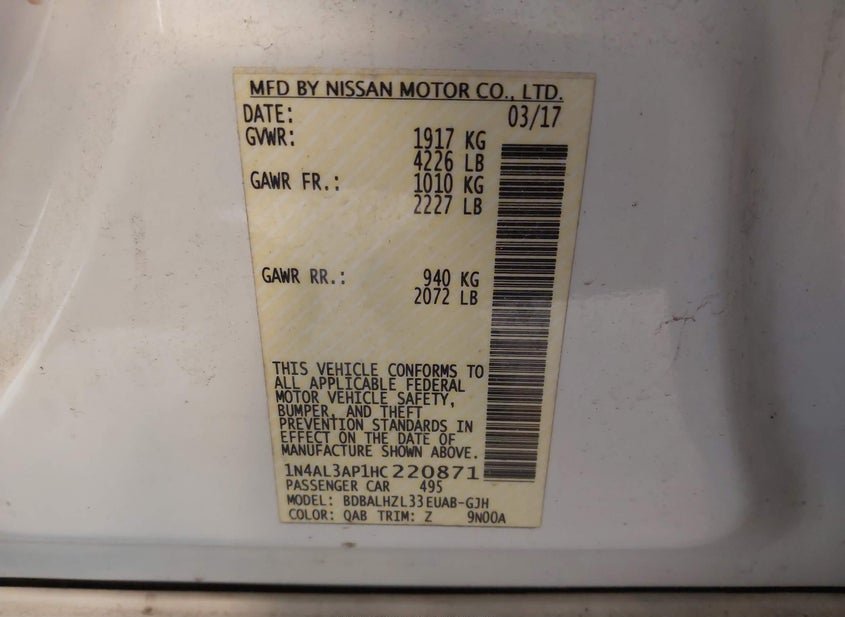 MFD BY NISSAN MOTOR CO., LTD.
DATE: 03/17
GVWR: 1917 KG
4226 LB
GAWR FR.: 1010 KG
2227 LB
GAWR RR.: 940 KG
2072 LB
THIS VEHICLE CONFORMS TO
ALL APPLICABLE FEDERAL
MOTOR VEHICLE SAFETY,
BUMPER, AND THEFT
PREVENTION STANDARDS IN
EFFECT ON THE DATE OF
MANUFACTURE SHOWN ABOVE.
1N4AL3AP1HC220871
PASSENGER CAR 495
MODEL: BDBALHZL33EUAB-GJH
COLOR: QAB TRIM: Z 9N00A